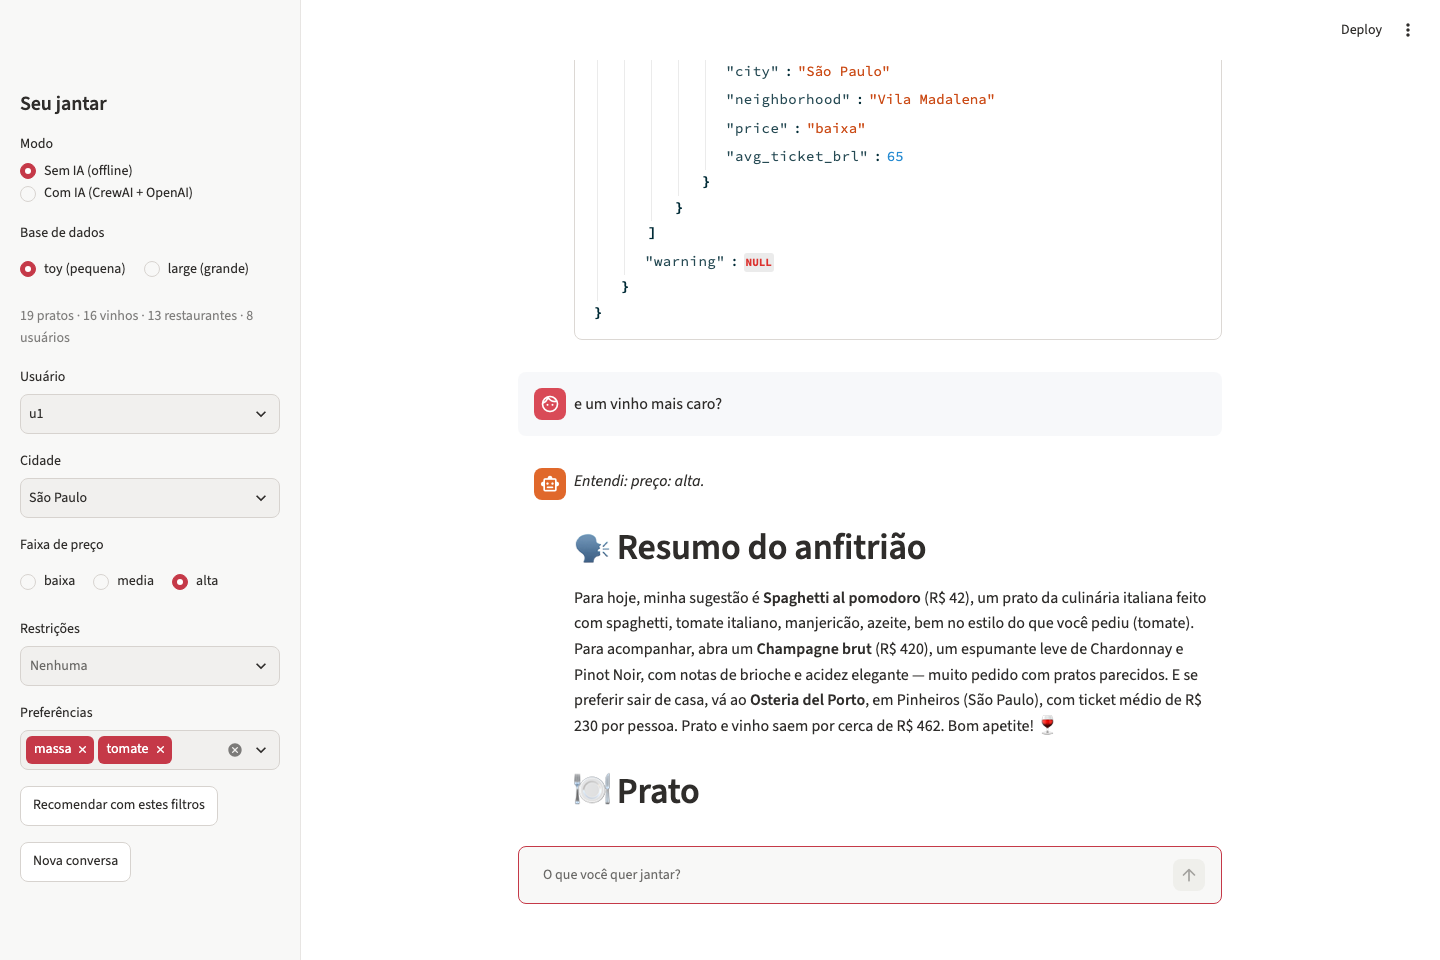 Deploy
Seu jantar
Modo
Sem IA (offline)
Com IA (CrewAI + OpenAI)
Base de dados
toy (pequena)
large (grande)
19 pratos · 16 vinhos · 13 restaurantes · 8
usuários
Usuário
u1
Cidade
São Paulo
Faixa de preço
baixa
media
alta
Restrições
Nenhuma
Preferências
massa
tomate
Recomendar com estes filtros
Nova conversa
"city" : "São Paulo"
"neighborhood" : "Vila Madalena"
"price" : "baixa"
"avg_ticket_brl" : 65
}
}
]
"warning" : NULL
}
}
e um vinho mais caro?
Entendi: preço: alta.
🗣️ Resumo do anfitrião
Para hoje, minha sugestão é Spaghetti al pomodoro (R$ 42), um prato da culinária italiana feito
com spaghetti, tomate italiano, manjericão, azeite, bem no estilo do que você pediu (tomate).
Para acompanhar, abra um Champagne brut (R$ 420), um espumante leve de Chardonnay e
Pinot Noir, com notas de brioche e acidez elegante — muito pedido com pratos parecidos. E se
preferir sair de casa, vá ao Osteria del Porto, em Pinheiros (São Paulo), com ticket médio de R$
230 por pessoa. Prato e vinho saem por cerca de R$ 462. Bom apetite! 🍷
🍽️ Prato
O que você quer jantar?